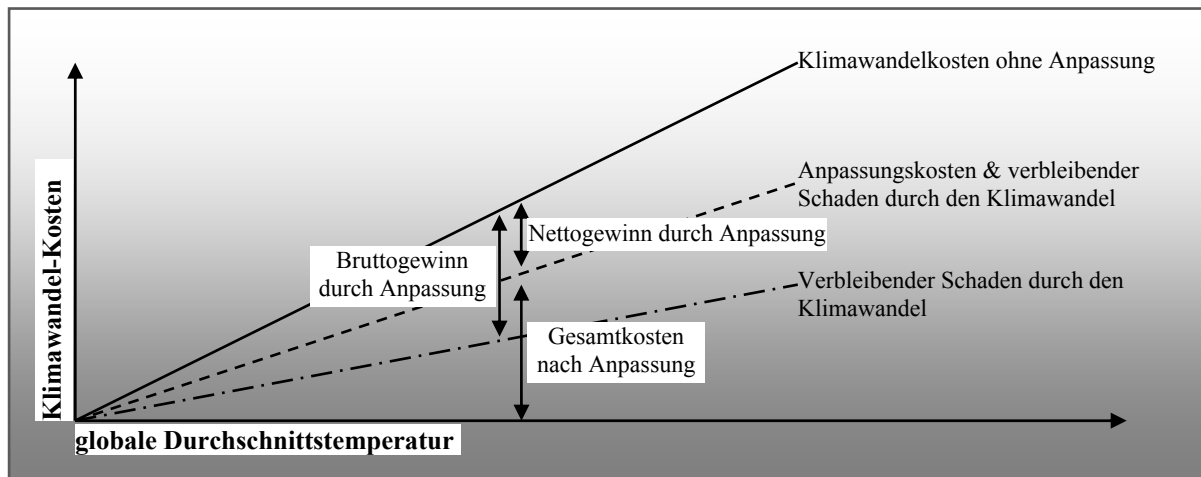 Klimawandelkosten ohne Anpassung
Anpassungskosten & verbleibender
Schaden durch den Klimawandel
Nettogewinn durch Anpassung
Bruttogewinn
durch Anpassung
Verbleibender Schaden durch den
Klimawandel
Gesamtkosten
nach Anpassung
Klimawandel-Kosten
globale Durchschnittstemperatur